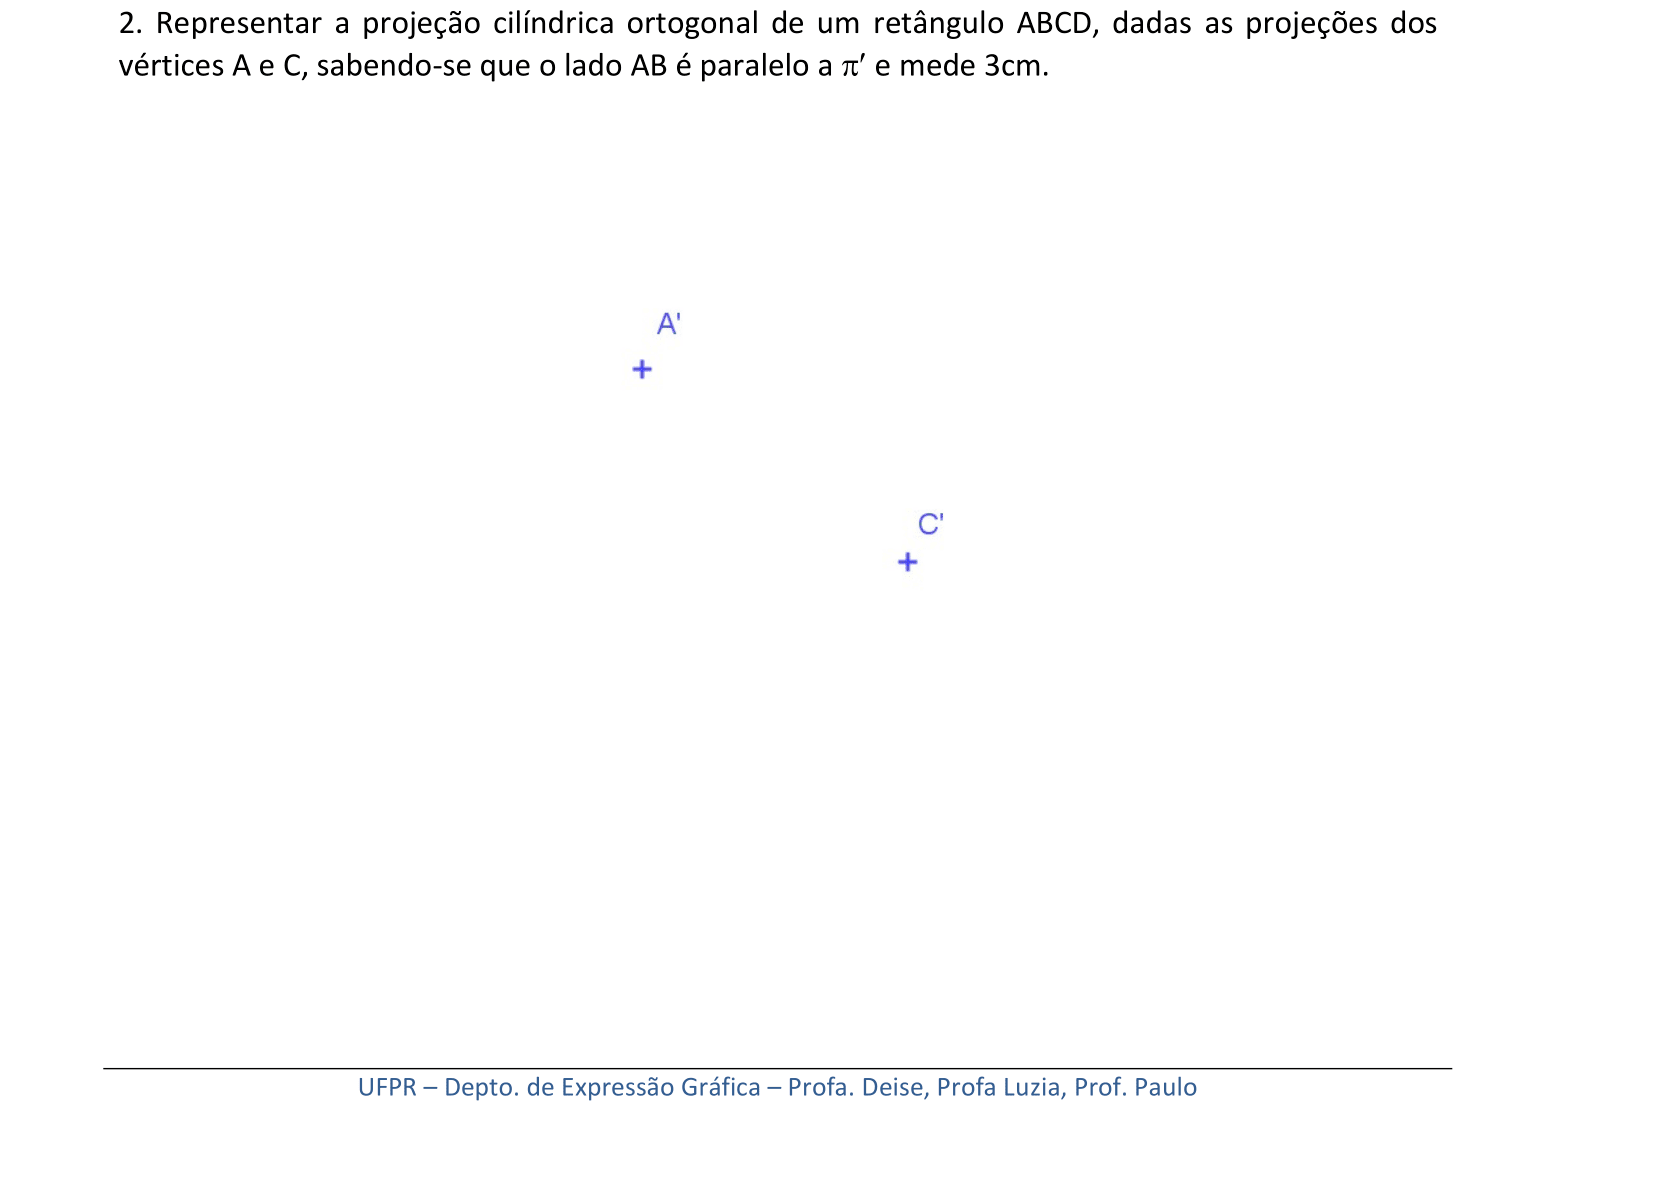 2. Representar a projeção cilíndrica ortogonal de um retângulo ABCD, dadas as projeções dos
vértices A e C, sabendo-se que o lado AB é paralelo a π′ e mede 3cm.
A'
C'
UFPR – Depto. de Expressão Gráfica – Profa. Deise, Profa Luzia, Prof. Paulo